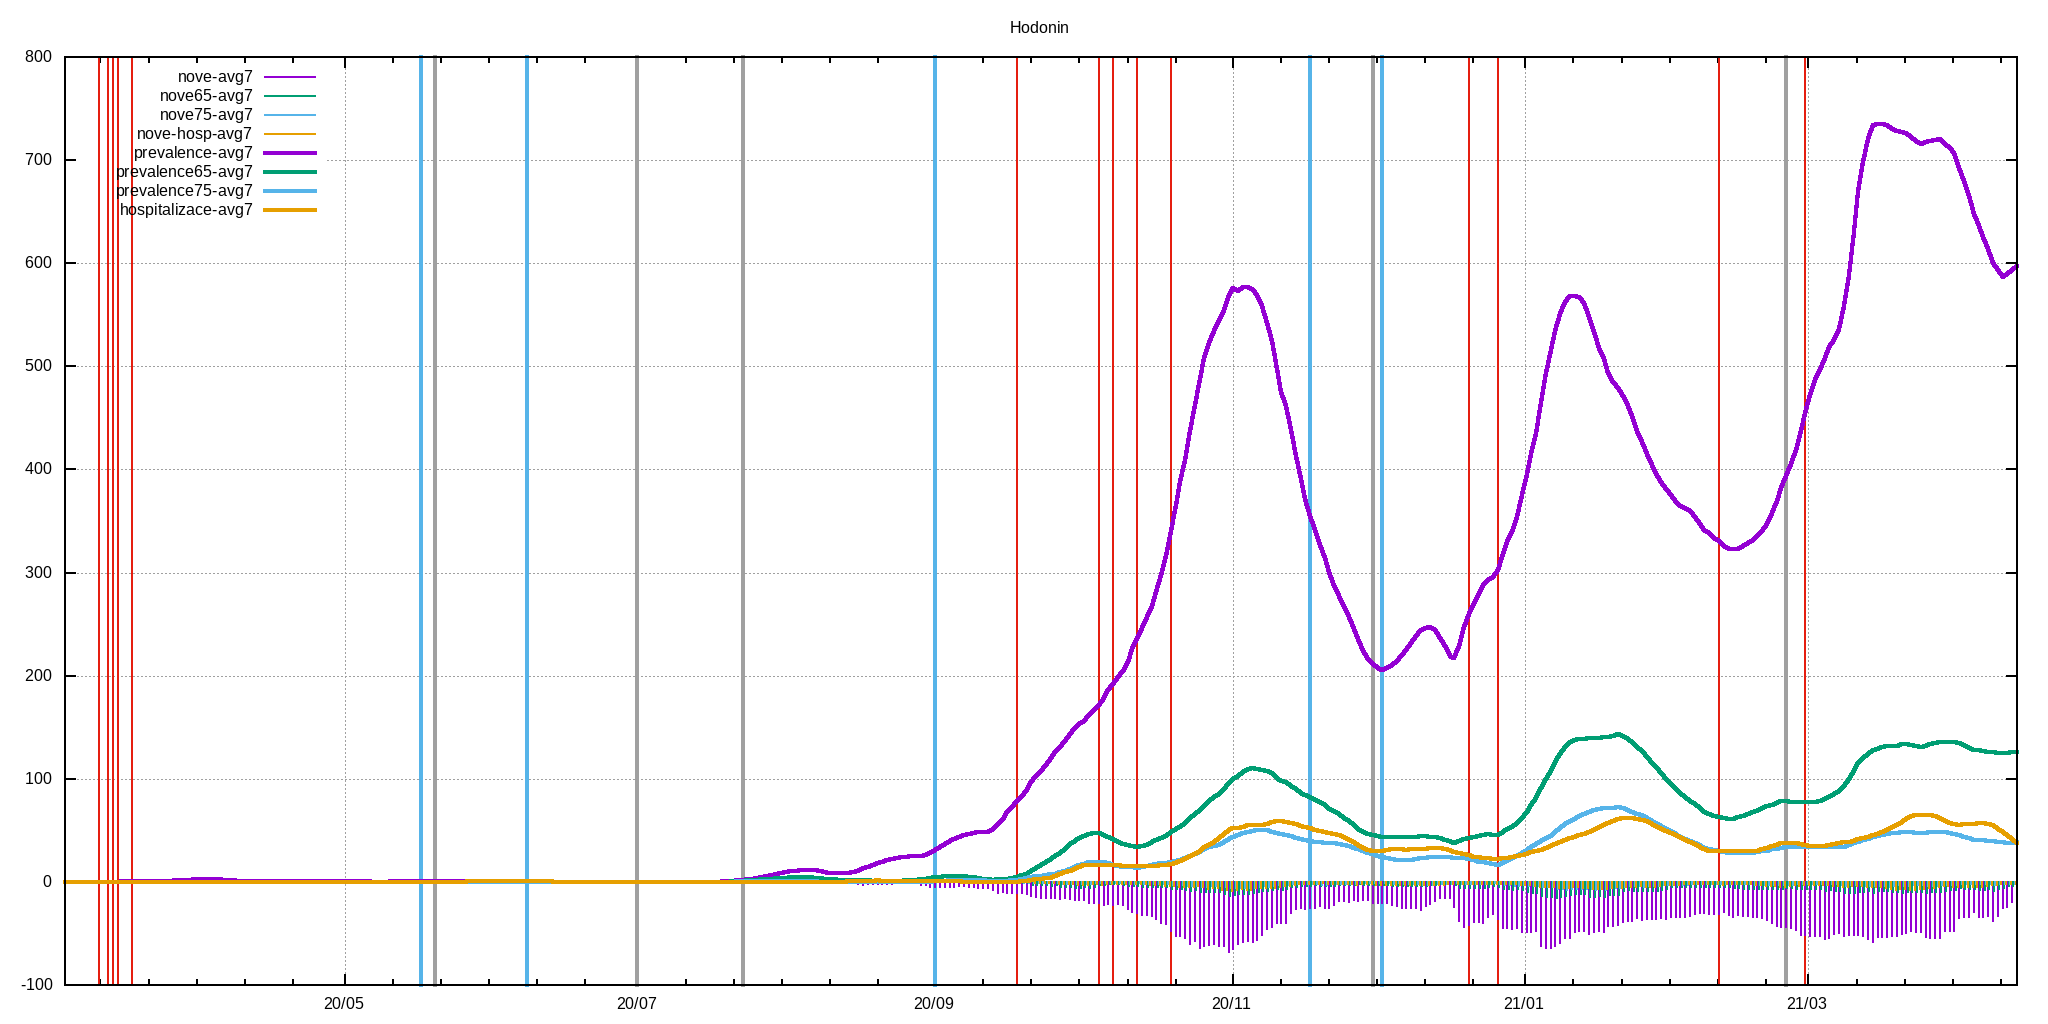 Hodonin
800
700
600
500
400
300
200
100
0
-100
nove-avg7
nove65-avg7
nove75-avg7
nove-hosp-avg7
prevalence-avg7
prevalence65-avg7
prevalence75-avg7
hospitalizace-avg7
20/05 20/07 20/09 20/11 21/01 21/03